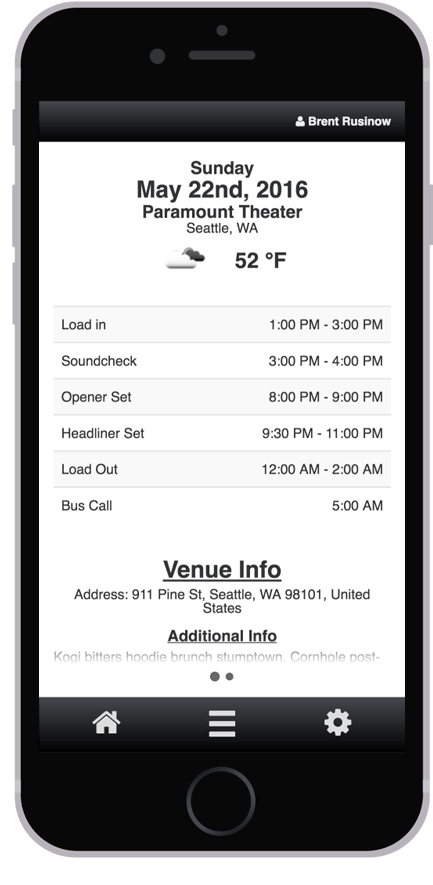 Brent Rusinow
Sunday
May 22nd, 2016
Paramount Theater
Seattle, WA
52 °F
Load in 1:00 PM - 3:00 PM
Soundcheck 3:00 PM - 4:00 PM
Opener Set 8:00 PM - 9:00 PM
Headliner Set 9:30 PM - 11:00 PM
Load Out 12:00 AM - 2:00 AM
Bus Call 5:00 AM
Venue Info
Address: 911 Pine St, Seattle, WA 98101, United
States
Additional Info
Kogi bitters hoodie brunch stumptown. Cornhole post-